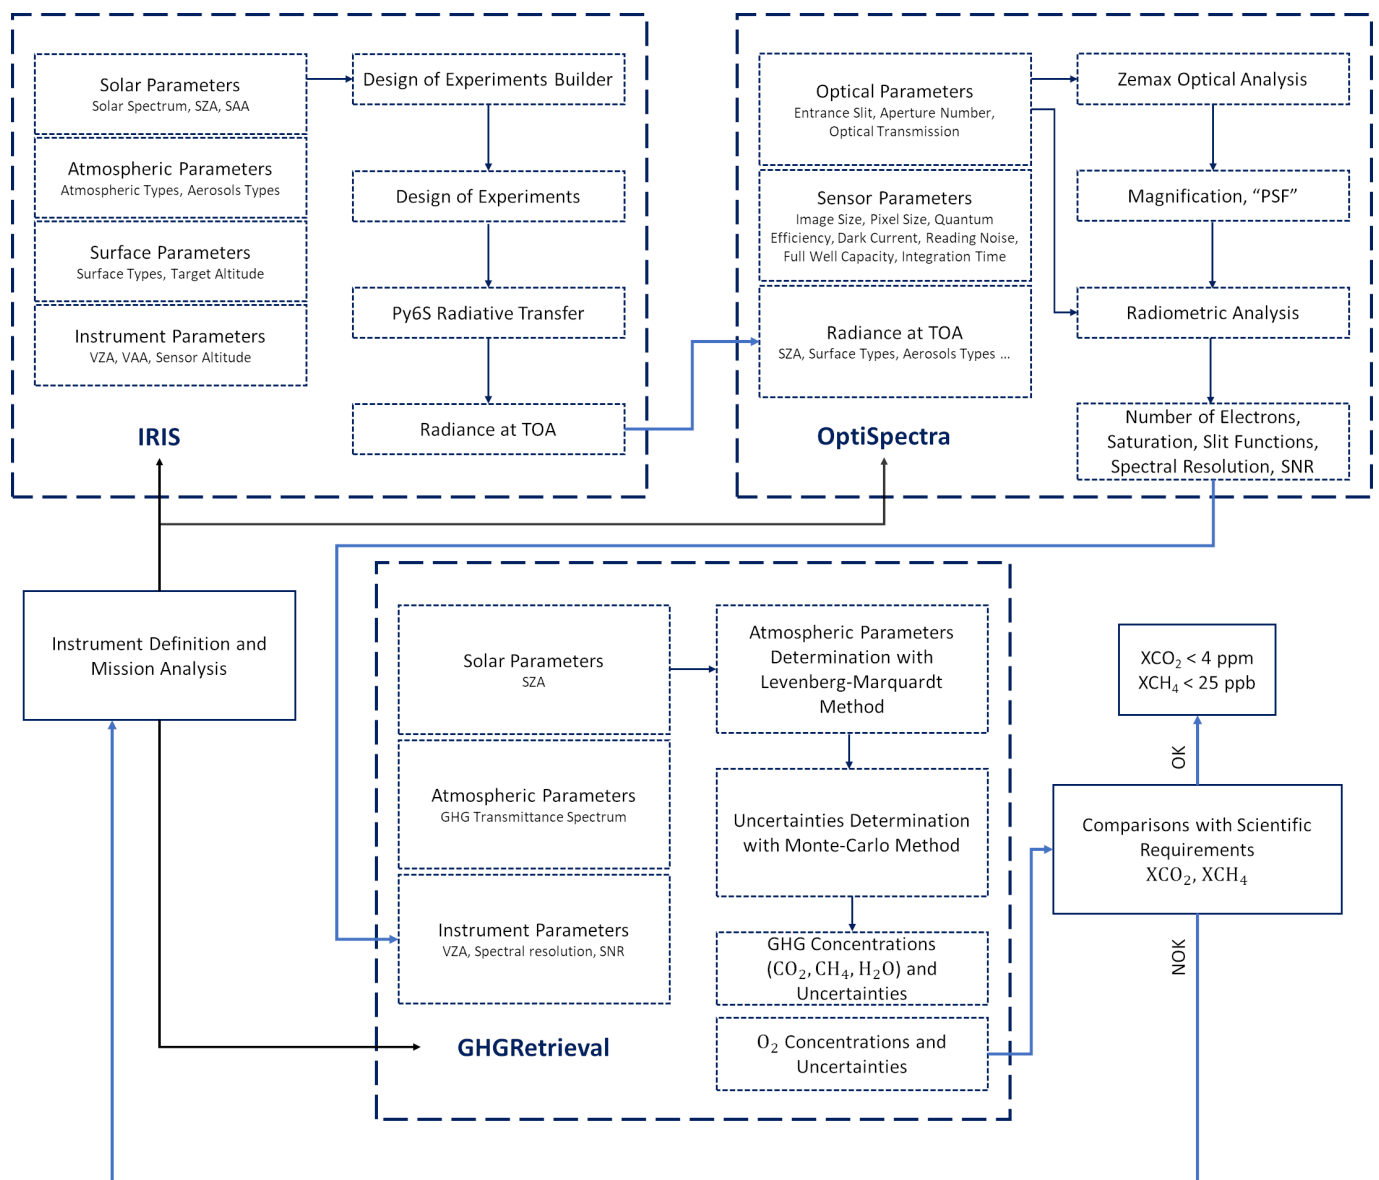 Solar Parameters
Solar Spectrum, SZA, SAA
Atmospheric Parameters
Atmospheric Types, Aerosols Types
Surface Parameters
Surface Types, Target Altitude
Instrument Parameters
VZA, VAA, Sensor Altitude
Design of Experiments Builder
Design of Experiments
Py6S Radiative Transfer
Radiance at TOA
IRIS
Optical Parameters
Entrance Slit, Aperture Number,
Optical Transmission
Sensor Parameters
Image Size, Pixel Size, Quantum
Efficiency, Dark Current, Reading Noise,
Full Well Capacity, Integration Time
Radiance at TOA
SZA, Surface Types, Aerosols Types ...
Zemax Optical Analysis
Magnification, “PSF”
Radiometric Analysis
Number of Electrons,
Saturation, Slit Functions,
Spectral Resolution, SNR
OptiSpectra
Instrument Definition and
Mission Analysis
Solar Parameters
SZA
Atmospheric Parameters
GHG Transmittance Spectrum
Instrument Parameters
VZA, Spectral resolution, SNR
Atmospheric Parameters
Determination with
Levenberg-Marquardt
Method
Uncertainties Determination
with Monte-Carlo Method
GHG Concentrations
(CO₂, CH₄, H₂O) and
Uncertainties
O₂ Concentrations and
Uncertainties
GHGRetrieval
XCO₂ < 4 ppm
XCH₄ < 25 ppb
OK
Comparisons with Scientific
Requirements
XCO₂, XCH₄
NOK